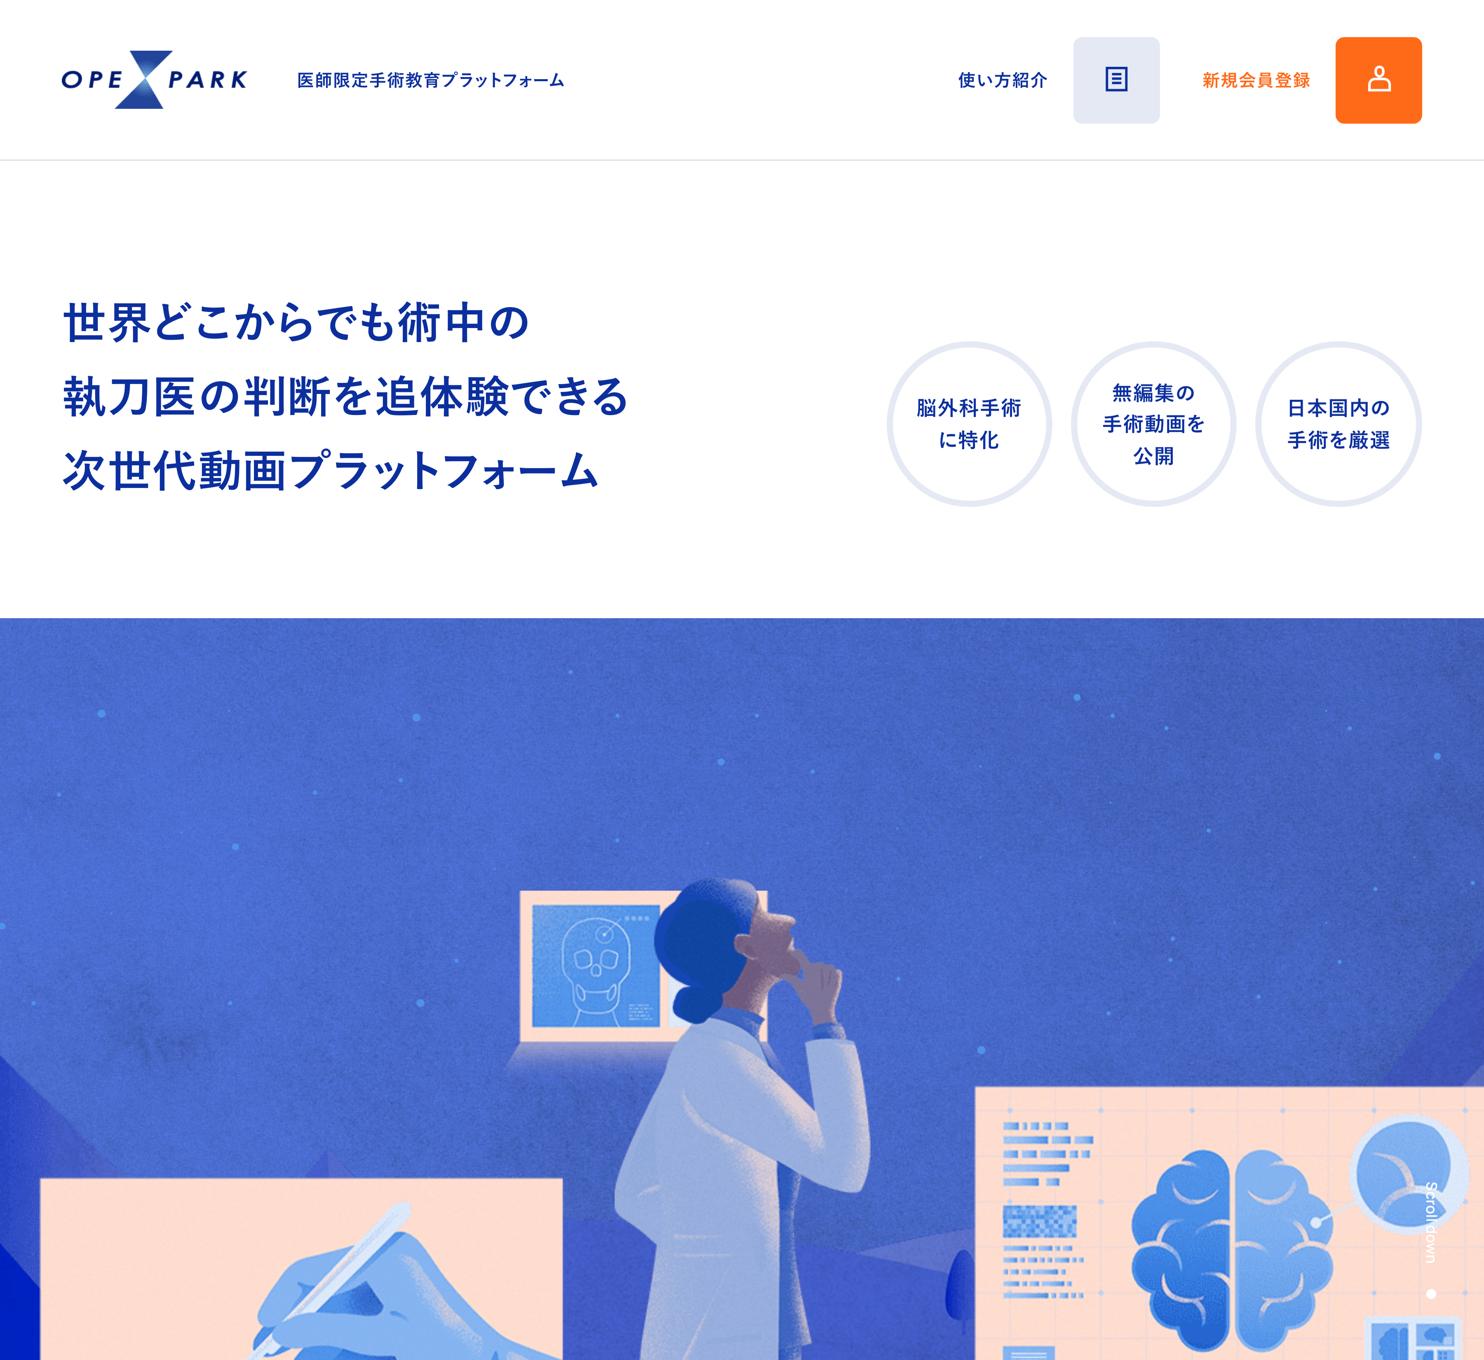 OPE PARK
医師限定手術教育プラットフォーム
使い方紹介
新規会員登録
世界どこからでも術中の
執刀医の判断を追体験できる
次世代動画プラットフォーム
脳外科手術
に特化
無編集の
手術動画を
公開
日本国内の
手術を厳選
Scrolldown